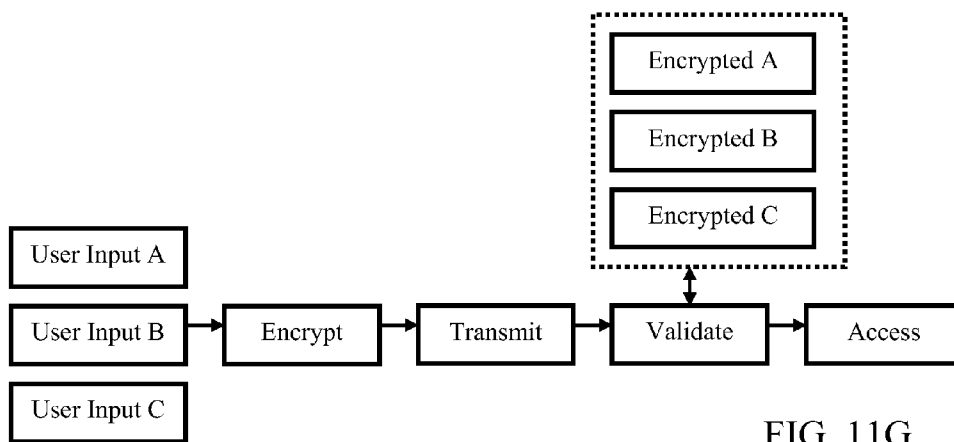 Encrypted A
Encrypted B
Encrypted C
User Input A
User Input B
Encrypt
Transmit
Validate
Access
User Input C
FIG. 11G